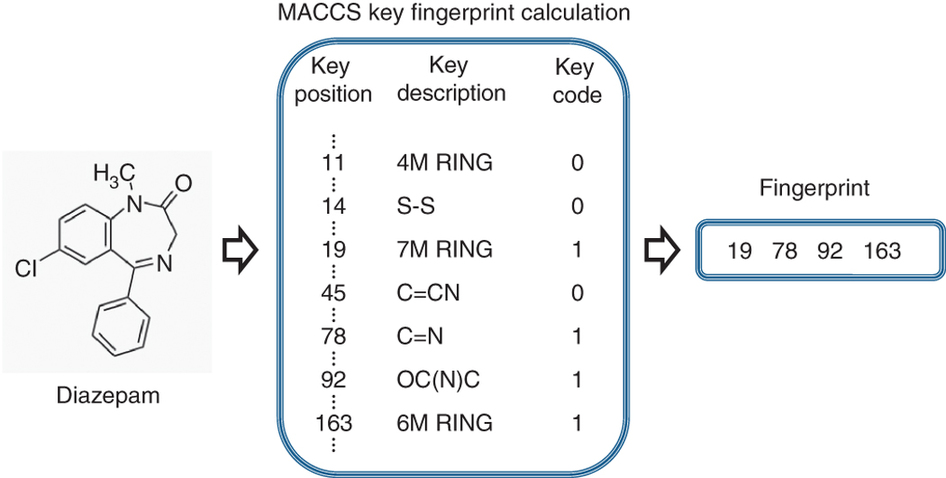 MACCS key fingerprint calculation
Key position Key description Key code
11 4M RING 0
14 S-S 0
19 7M RING 1
45 C=CN 0
78 C=N 1
92 OC(N)C 1
163 6M RING 1
H3C
N
O
Cl
N
Diazepam
Fingerprint
19 78 92 163